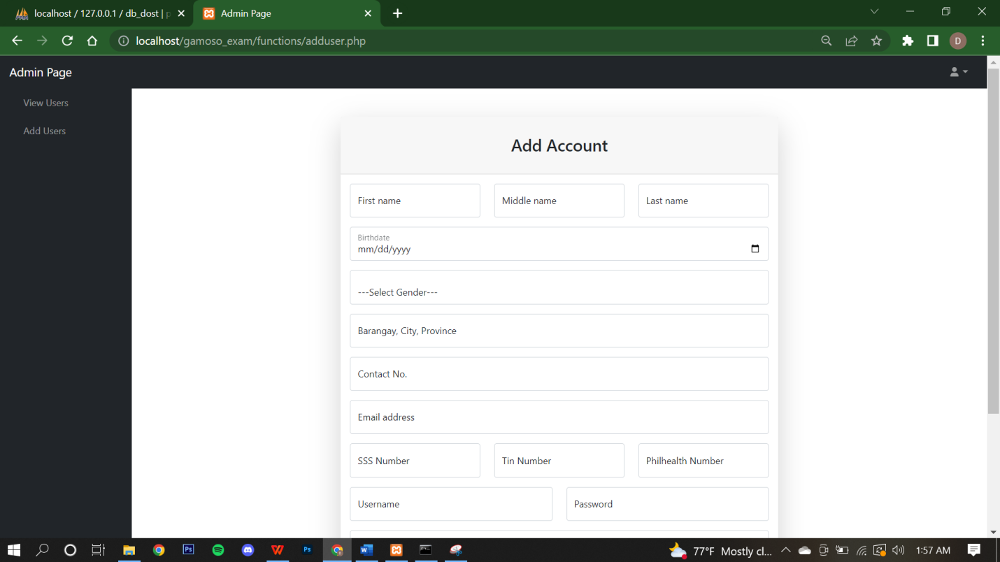 localhost / 127.0.0.1 / db_dost | p
Admin Page
localhost/gamoso_exam/functions/adduser.php
D
Admin Page
View Users
Add Users
Add Account
First name
Middle name
Last name
Birthdate
mm/dd/yyyy
---Select Gender---
Barangay, City, Province
Contact No.
Email address
SSS Number
Tin Number
Philhealth Number
Username
Password
77°F Mostly cl...
1:57 AM